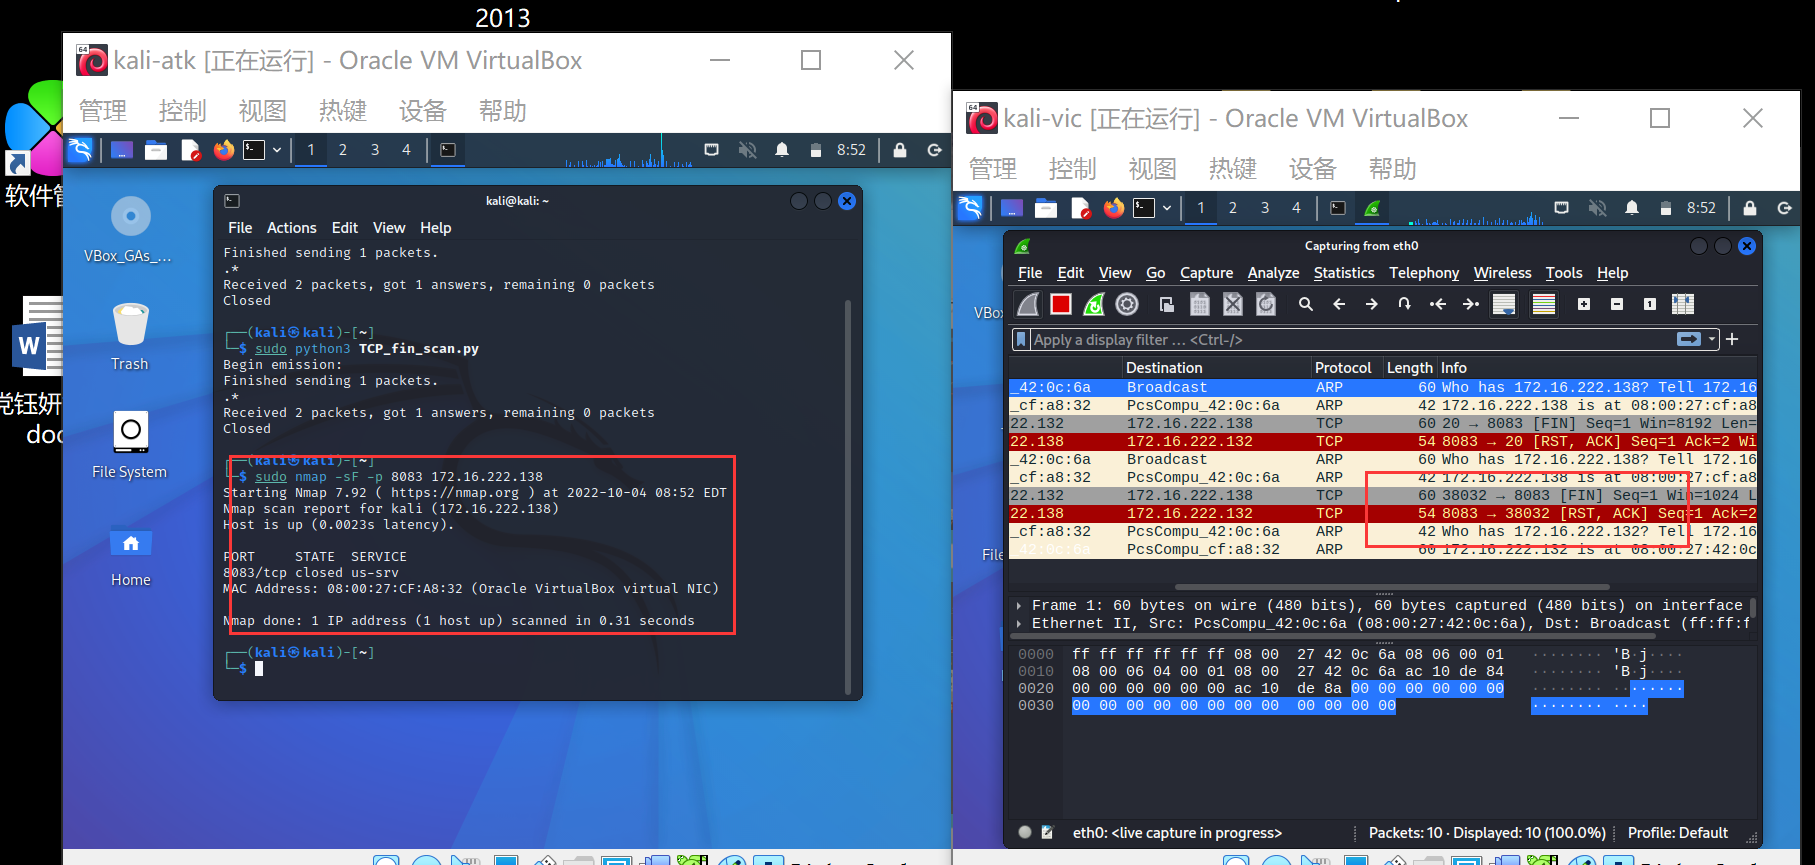 2013
软件管
VBox_GAs_...
Trash
File System
Home
kali-atk [正在运行] - Oracle VM VirtualBox
管理 控制 视图 热键 设备 帮助
1 2 3 4 8:52
kali@kali: ~
File Actions Edit View Help
Finished sending 1 packets.
.*
Received 2 packets, got 1 answers, remaining 0 packets
Closed
┌──(kali㉿kali)-[~]
└─$ sudo python3 TCP_fin_scan.py
Begin emission:
Finished sending 1 packets.
.*
Received 2 packets, got 1 answers, remaining 0 packets
Closed
┌──(kali㉿kali)-[~]
└─$ sudo nmap -sF -p 8083 172.16.222.138
Starting Nmap 7.92 ( https://nmap.org ) at 2022-10-04 08:52 EDT
Nmap scan report for kali (172.16.222.138)
Host is up (0.0023s latency).
PORT     STATE  SERVICE
8083/tcp closed us-srv
MAC Address: 08:00:27:CF:A8:32 (Oracle VirtualBox virtual NIC)
Nmap done: 1 IP address (1 host up) scanned in 0.31 seconds
┌──(kali㉿kali)-[~]
└─$
党钰妍
doc
kali-vic [正在运行] - Oracle VM VirtualBox
管理 控制 视图 热键 设备 帮助
1 2 3 4 8:52
VBox
File
Capturing from eth0
File Edit View Go Capture Analyze Statistics Telephony Wireless Tools Help
Apply a display filter … <Ctrl-/>
Destination Protocol Length Info
_42:0c:6a Broadcast ARP 60 Who has 172.16.222.138? Tell 172.16
_cf:a8:32 PcsCompu_42:0c:6a ARP 42 172.16.222.138 is at 08:00:27:cf:a8
22.132 172.16.222.138 TCP 60 20 → 8083 [FIN] Seq=1 Win=8192 Len=
22.138 172.16.222.132 TCP 54 8083 → 20 [RST, ACK] Seq=1 Ack=2 Wi
_42:0c:6a Broadcast ARP 60 Who has 172.16.222.138? Tell 172.16
_cf:a8:32 PcsCompu_42:0c:6a ARP 42 172.16.222.138 is at 08:00:27:cf:a8
22.132 172.16.222.138 TCP 60 38032 → 8083 [FIN] Seq=1 Win=1024 L
22.138 172.16.222.132 TCP 54 8083 → 38032 [RST, ACK] Seq=1 Ack=2
_cf:a8:32 PcsCompu_42:0c:6a ARP 42 Who has 172.16.222.132? Tell 172.16
_42:0c:6a PcsCompu_cf:a8:32 ARP 60 172.16.222.132 is at 08:00:27:42:0c
Frame 1: 60 bytes on wire (480 bits), 60 bytes captured (480 bits) on interface
Ethernet II, Src: PcsCompu_42:0c:6a (08:00:27:42:0c:6a), Dst: Broadcast (ff:ff:f
0000 ff ff ff ff ff ff 08 00 27 42 0c 6a 08 06 00 01 ········ 'B·j····
0010 08 00 06 04 00 01 08 00 27 42 0c 6a ac 10 de 84 ········ 'B·j····
0020 00 00 00 00 00 00 ac 10 de 8a 00 00 00 00 00 00 ········ ········
0030 00 00 00 00 00 00 00 00 00 00 00 00 ········ ····
eth0: <live capture in progress> Packets: 10 · Displayed: 10 (100.0%) Profile: Default